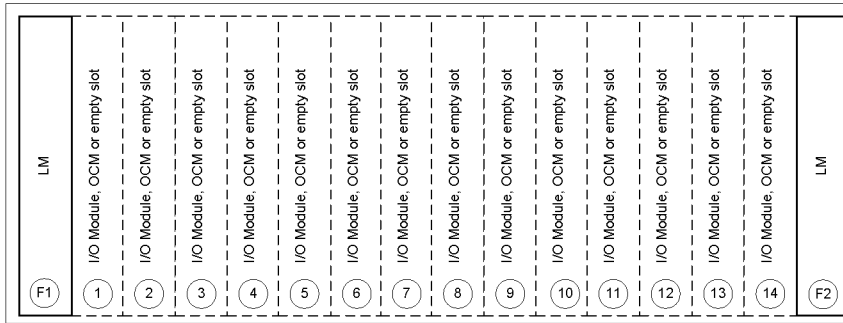 LM
I/O Module, OCM or empty slot
I/O Module, OCM or empty slot
I/O Module, OCM or empty slot
I/O Module, OCM or empty slot
I/O Module, OCM or empty slot
I/O Module, OCM or empty slot
I/O Module, OCM or empty slot
I/O Module, OCM or empty slot
I/O Module, OCM or empty slot
I/O Module, OCM or empty slot
I/O Module, OCM or empty slot
I/O Module, OCM or empty slot
I/O Module, OCM or empty slot
I/O Module, OCM or empty slot
LM
F1 1 2 3 4 5 6 7 8 9 10 11 12 13 14 F2